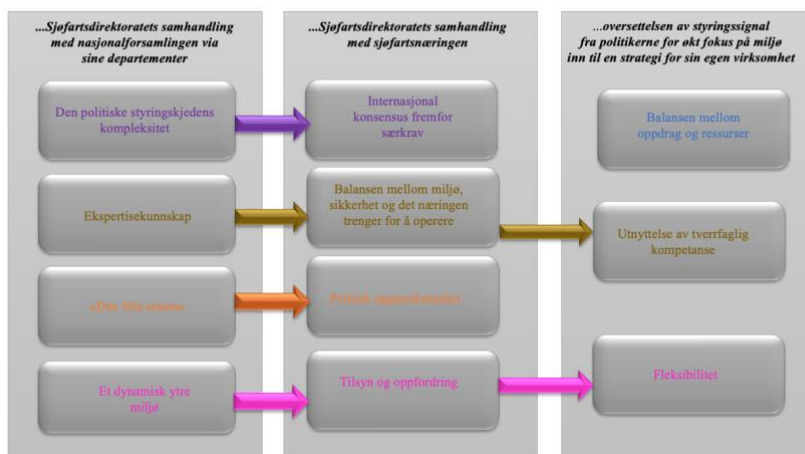 ...Sjøfartsdirektoratets samhandling
med nasjonalforsamlingen via
sine departementer
Den politiske styringskjedens
kompleksitet
Ekspertisekunnskap
«Den lille
Et dynamisk ytre
miljø
...Sjøfartsdirektoratets samhandling
med sjøfartsnæringen
Internasjonal
konsensus fremfor
særkrav
Balansen mellom miljø,
sikkerhet og det næringen
trenger for å operere
Politisk oppmerksomhet
Tilsyn og oppfordring
...oversettelsen av styringssignal
fra politikerne for økt fokus på miljø
inn til en strategi for sin egen virksomhet
Balansen mellom
oppdrag og ressurser
Utnyttelse av tverrfaglig
kompetanse
Fleksibilitet